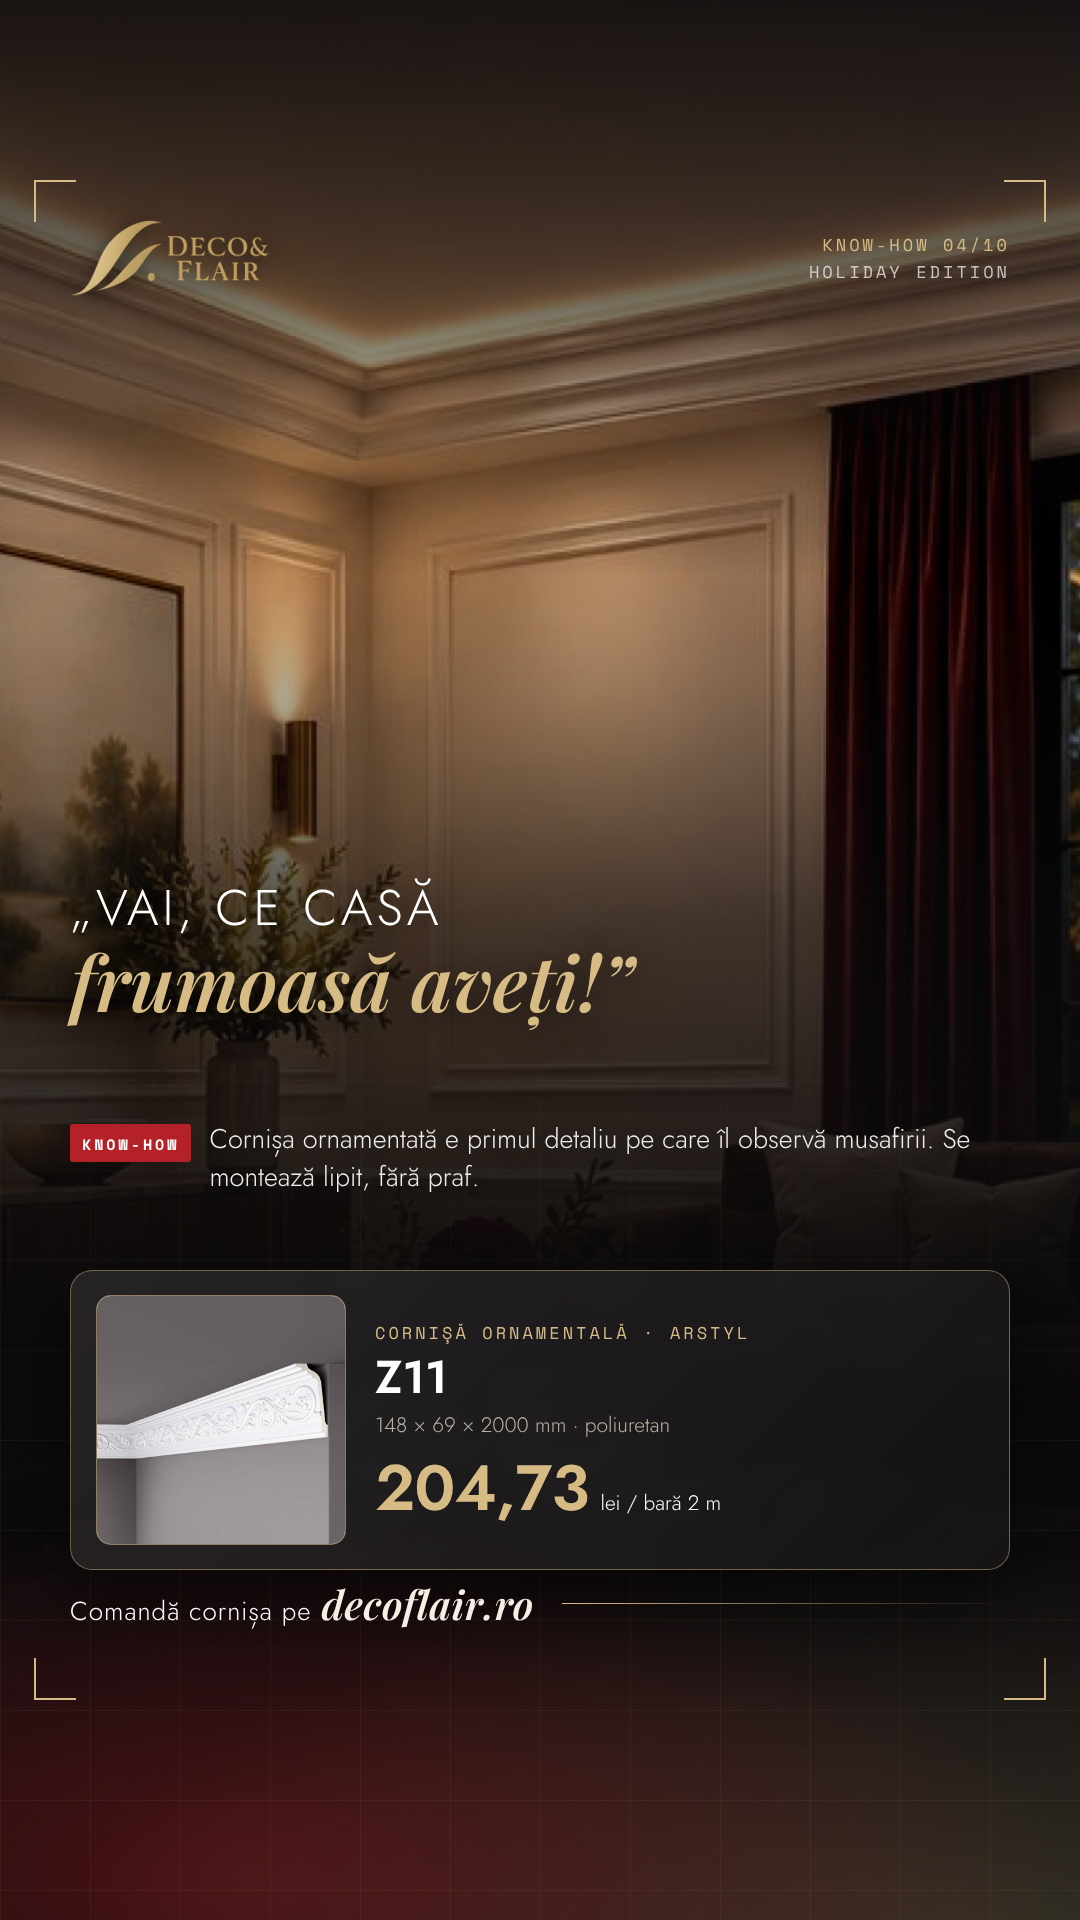 DECO&
FLAIR
KNOW-HOW 04/10
HOLIDAY EDITION
„VAI, CE CASĂ
frumoasă aveți!”
KNOW-HOW
Cornișa ornamentată e primul detaliu pe care îl observă musafirii. Se
montează lipit, fără praf.
CORNIȘĂ ORNAMENTALĂ · ARSTYL
Z11
148 × 69 × 2000 mm · poliuretan
204,73 lei / bară 2 m
Comandă cornișa pe decoflair.ro